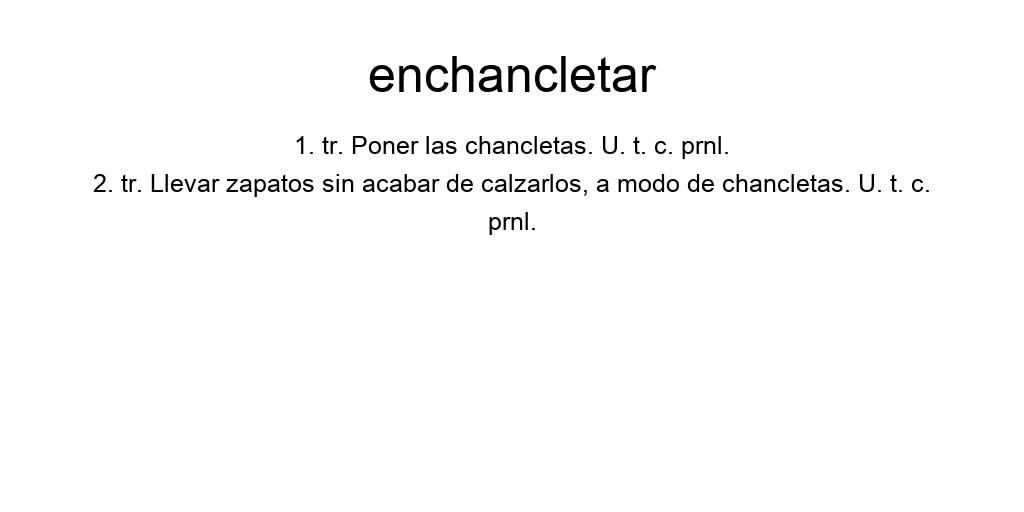 enchancletar
1. tr. Poner las chancletas. U. t. c. prnl.
2. tr. Llevar zapatos sin acabar de calzarlos, a modo de chancletas. U. t. c.
prnl.